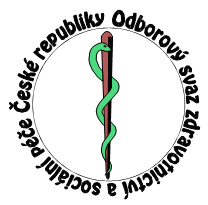 Odborový svaz zdravotnictví a sociální péče České republiky